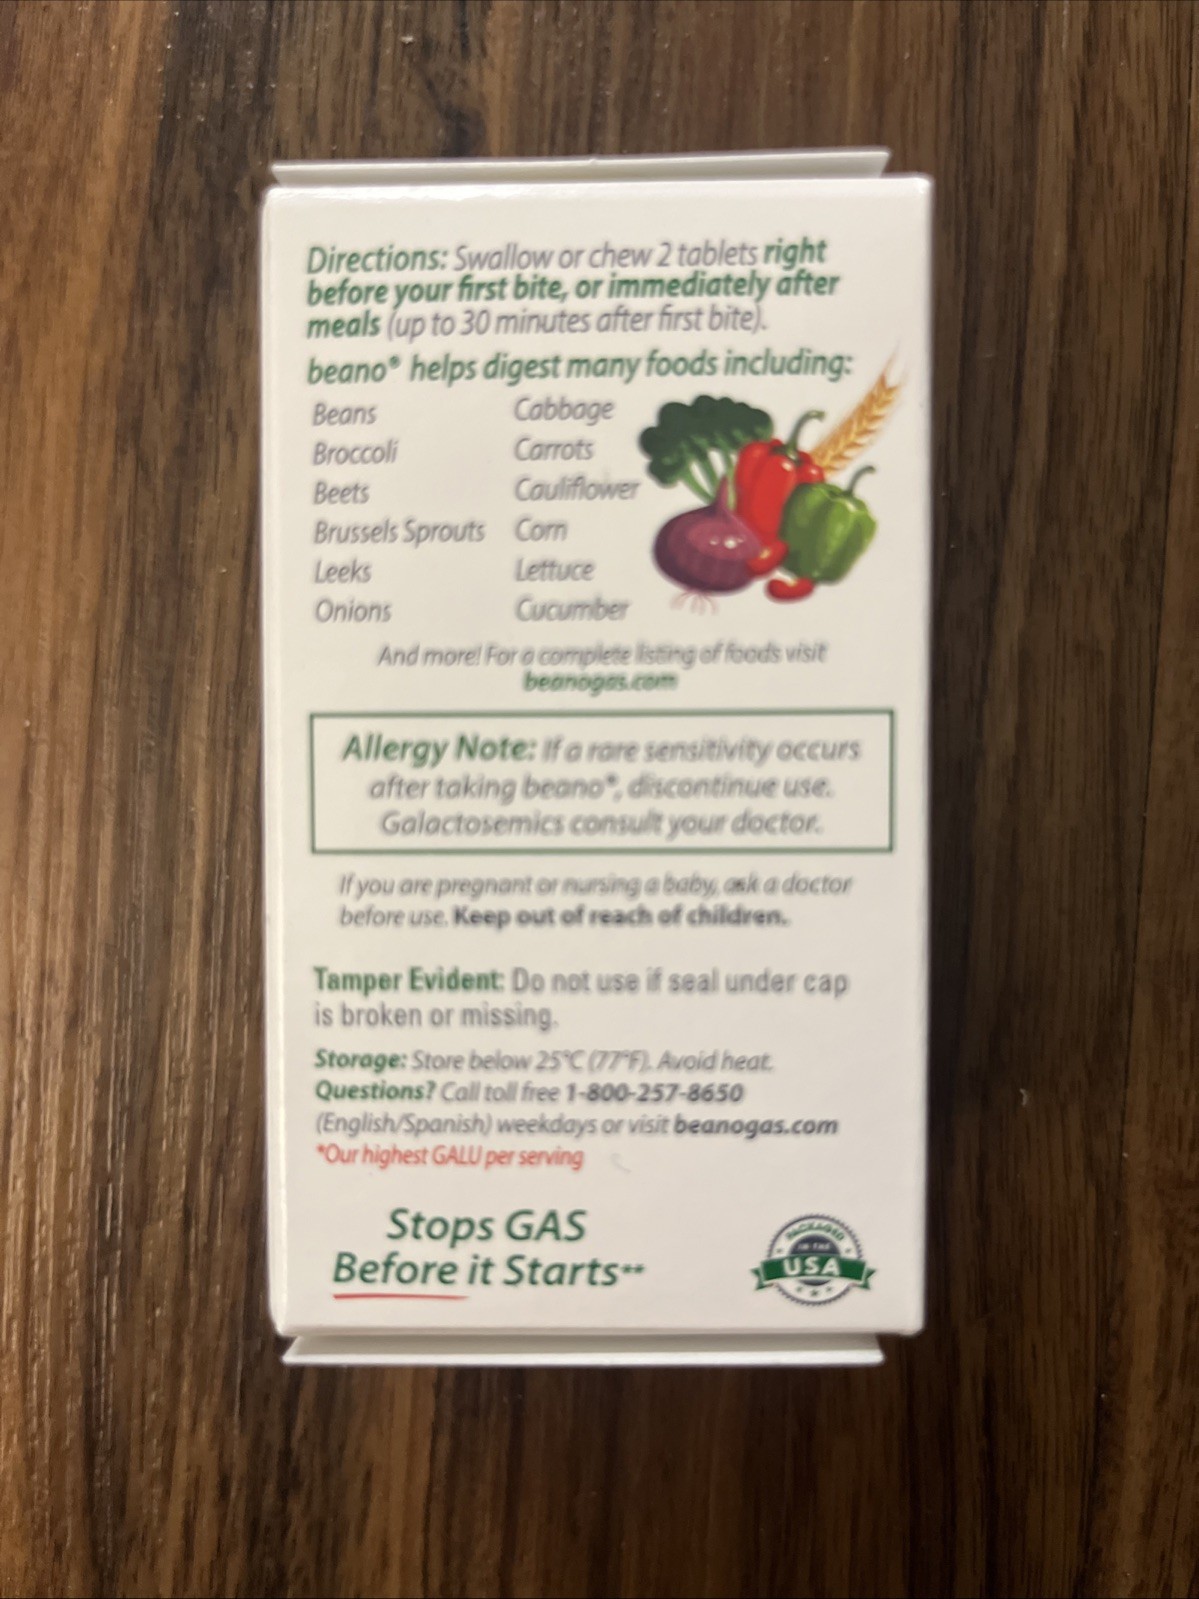 Directions: Swallow or chew 2 tablets right
before your first bite, or immediately after
meals (up to 30 minutes after first bite).
beano® helps digest many foods including:
Beans
Broccoli
Beets
Brussels Sprouts
Leeks
Onions
Cabbage
Carrots
Cauliflower
Corn
Lettuce
Cucumber
And more! For a complete listing of foods visit
beanogas.com
Allergy Note: If a rare sensitivity occurs
after taking beano®, discontinue use.
Galactosemics consult your doctor.
If you are pregnant or nursing a baby, ask a doctor
before use. Keep out of reach of children.
Tamper Evident: Do not use if seal under cap
is broken or missing.
Storage: Store below 25°C (77°F). Avoid heat.
Questions? Call toll free 1-800-257-8650
(English/Spanish) weekdays or visit beanogas.com
*Our highest GALU per serving
Stops GAS
Before it Starts**
PACKAGED
IN THE
USA